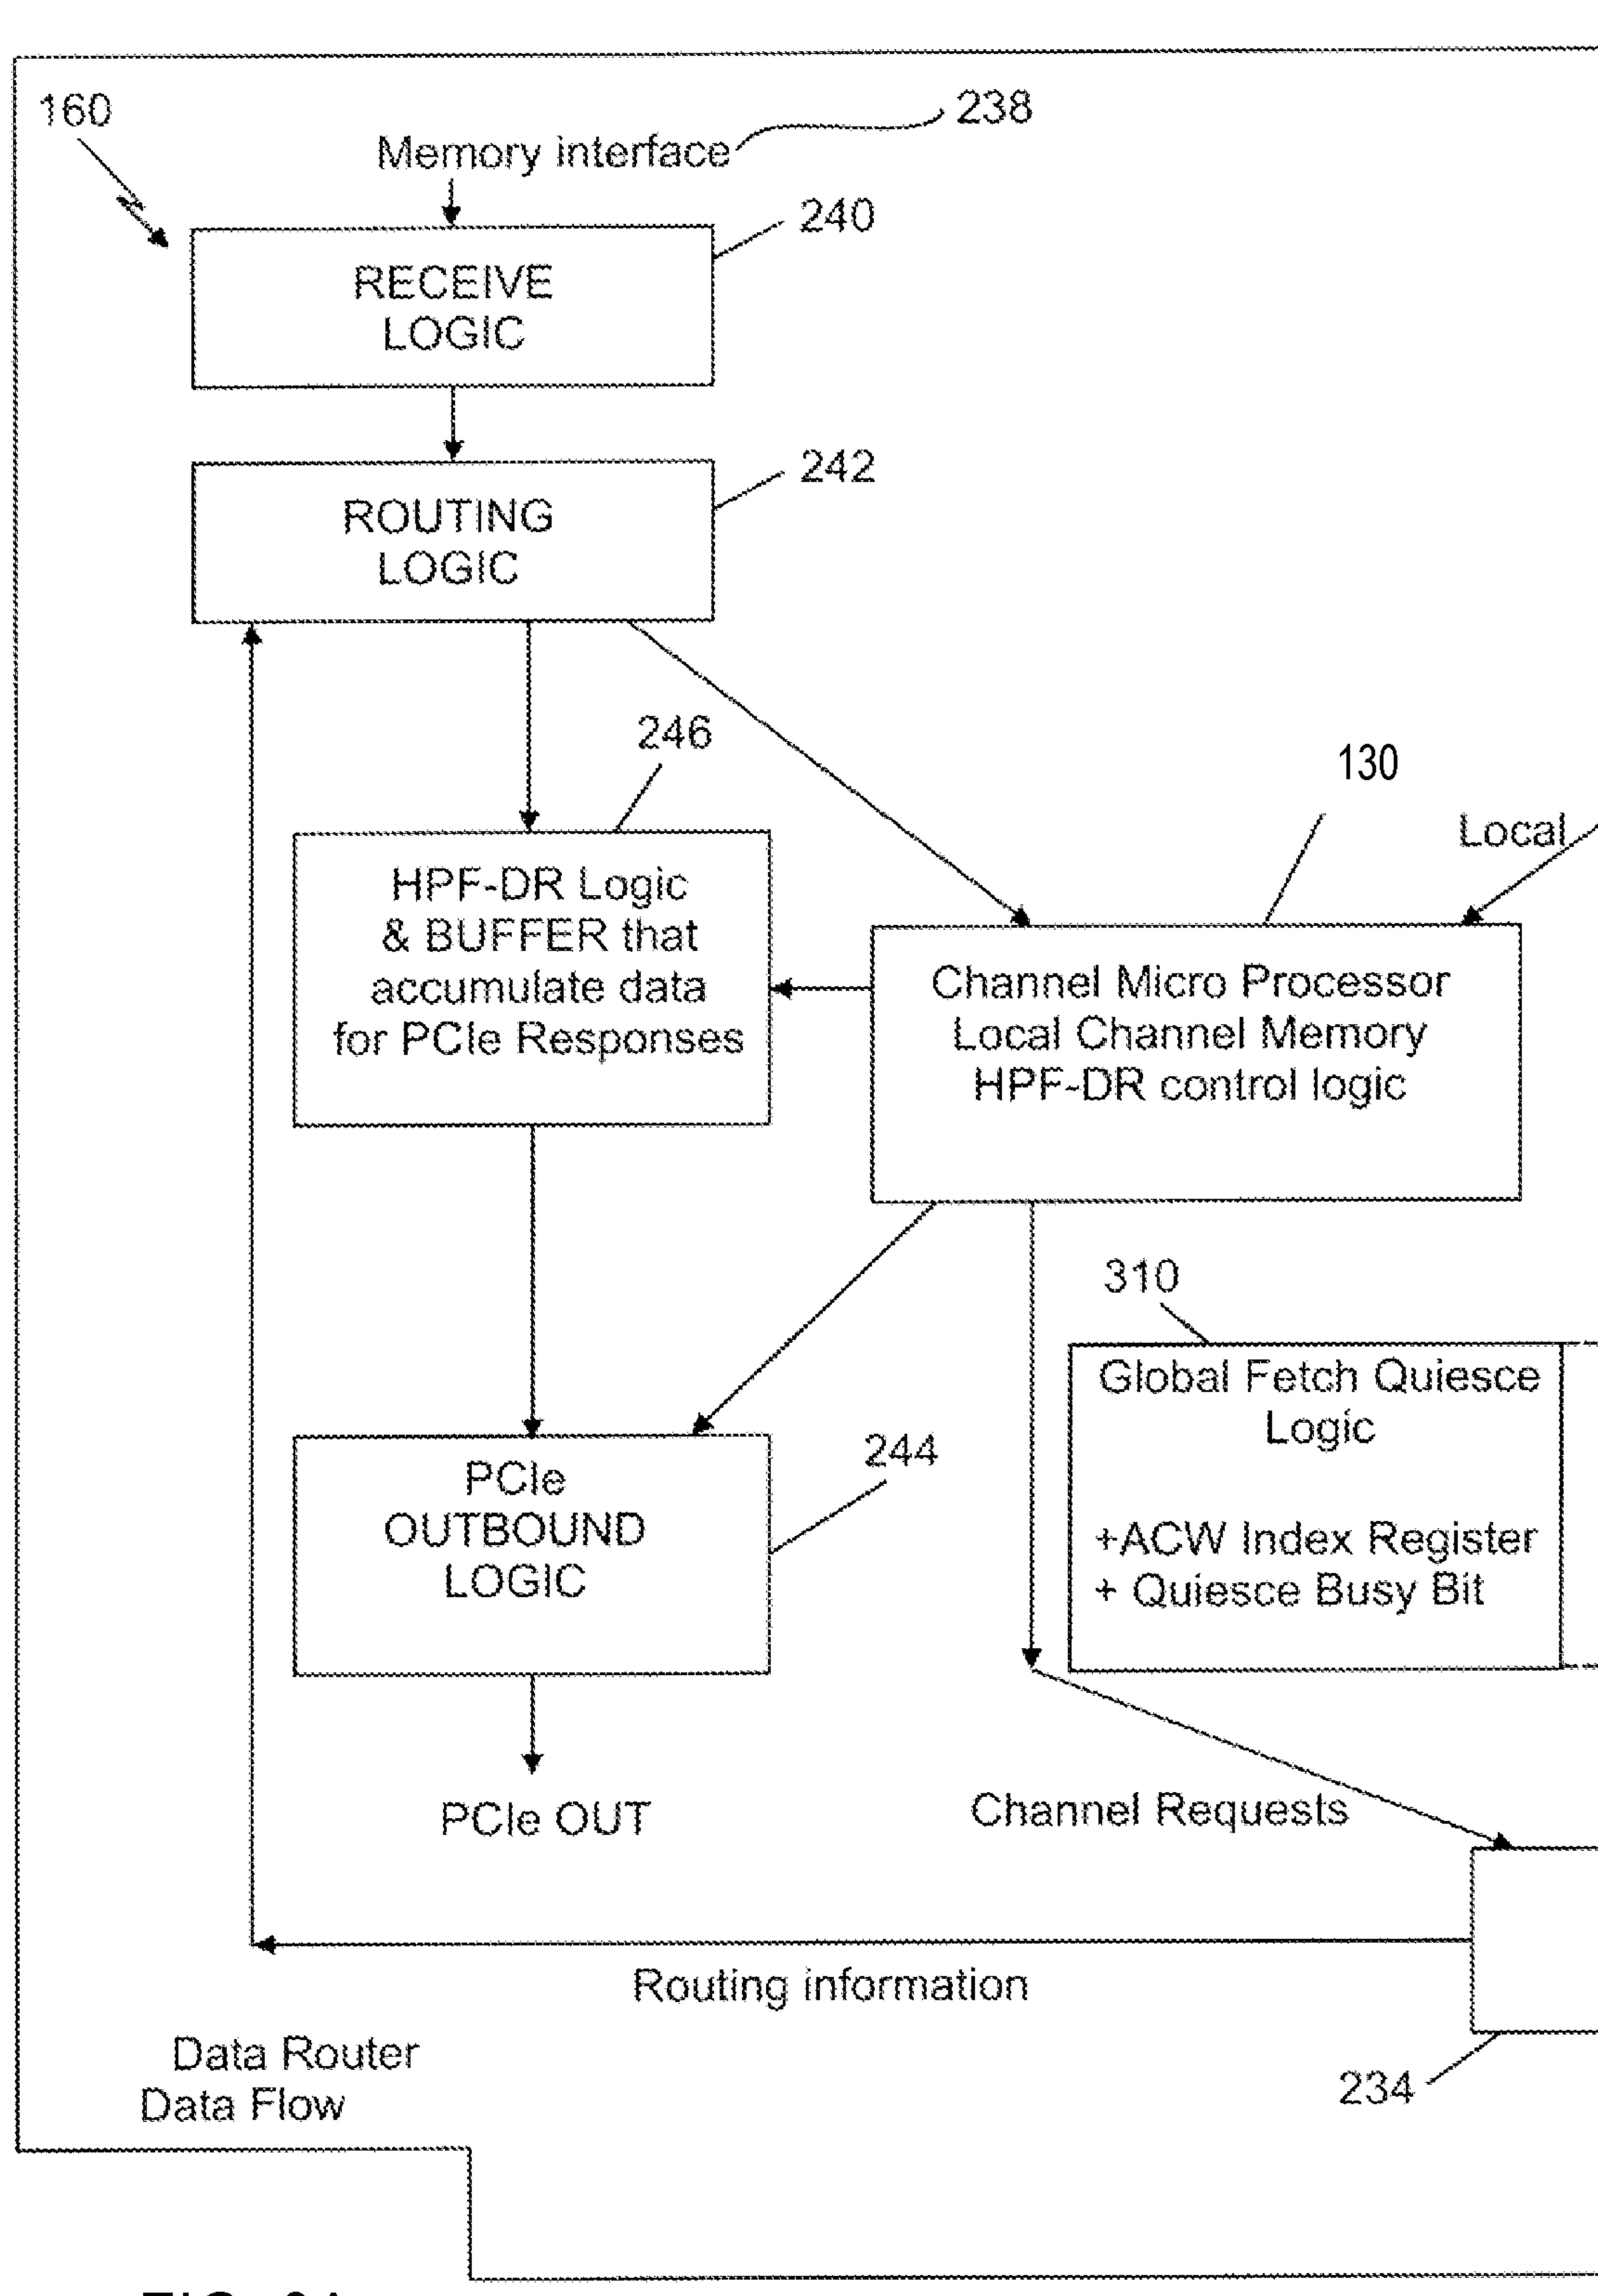 160
238
Memory interface
240
RECEIVE
LOGIC
242
ROUTING
LOGIC
246
130
Local
HPF-DR Logic
& BUFFER that
accumulate data
for PCIe Responses
Channel Micro Processor
Local Channel Memory
HPF-DR control logic
310
Global Fetch Quiesce
Logic
+ACW Index Register
+ Quiesce Busy Bit
244
PCIe
OUTBOUND
LOGIC
PCIe OUT
Channel Requests
Routing information
234
Data Router
Data Flow